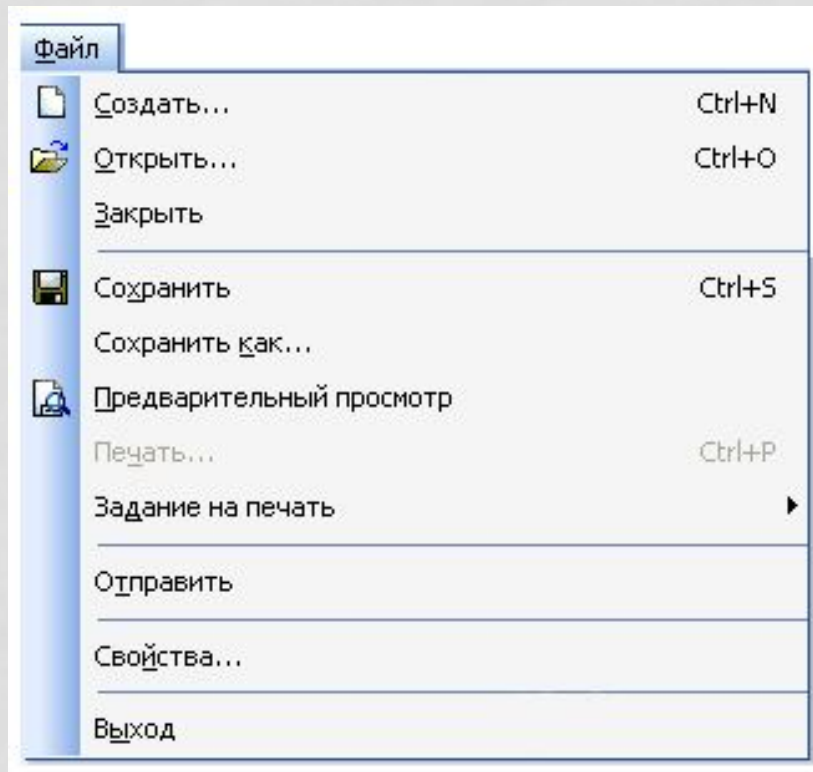 Файл
Создать... Ctrl+N
Открыть... Ctrl+O
Закрыть
Сохранить Ctrl+S
Сохранить как...
Предварительный просмотр
Печать... Ctrl+P
Задание на печать
Отправить
Свойства...
Выход